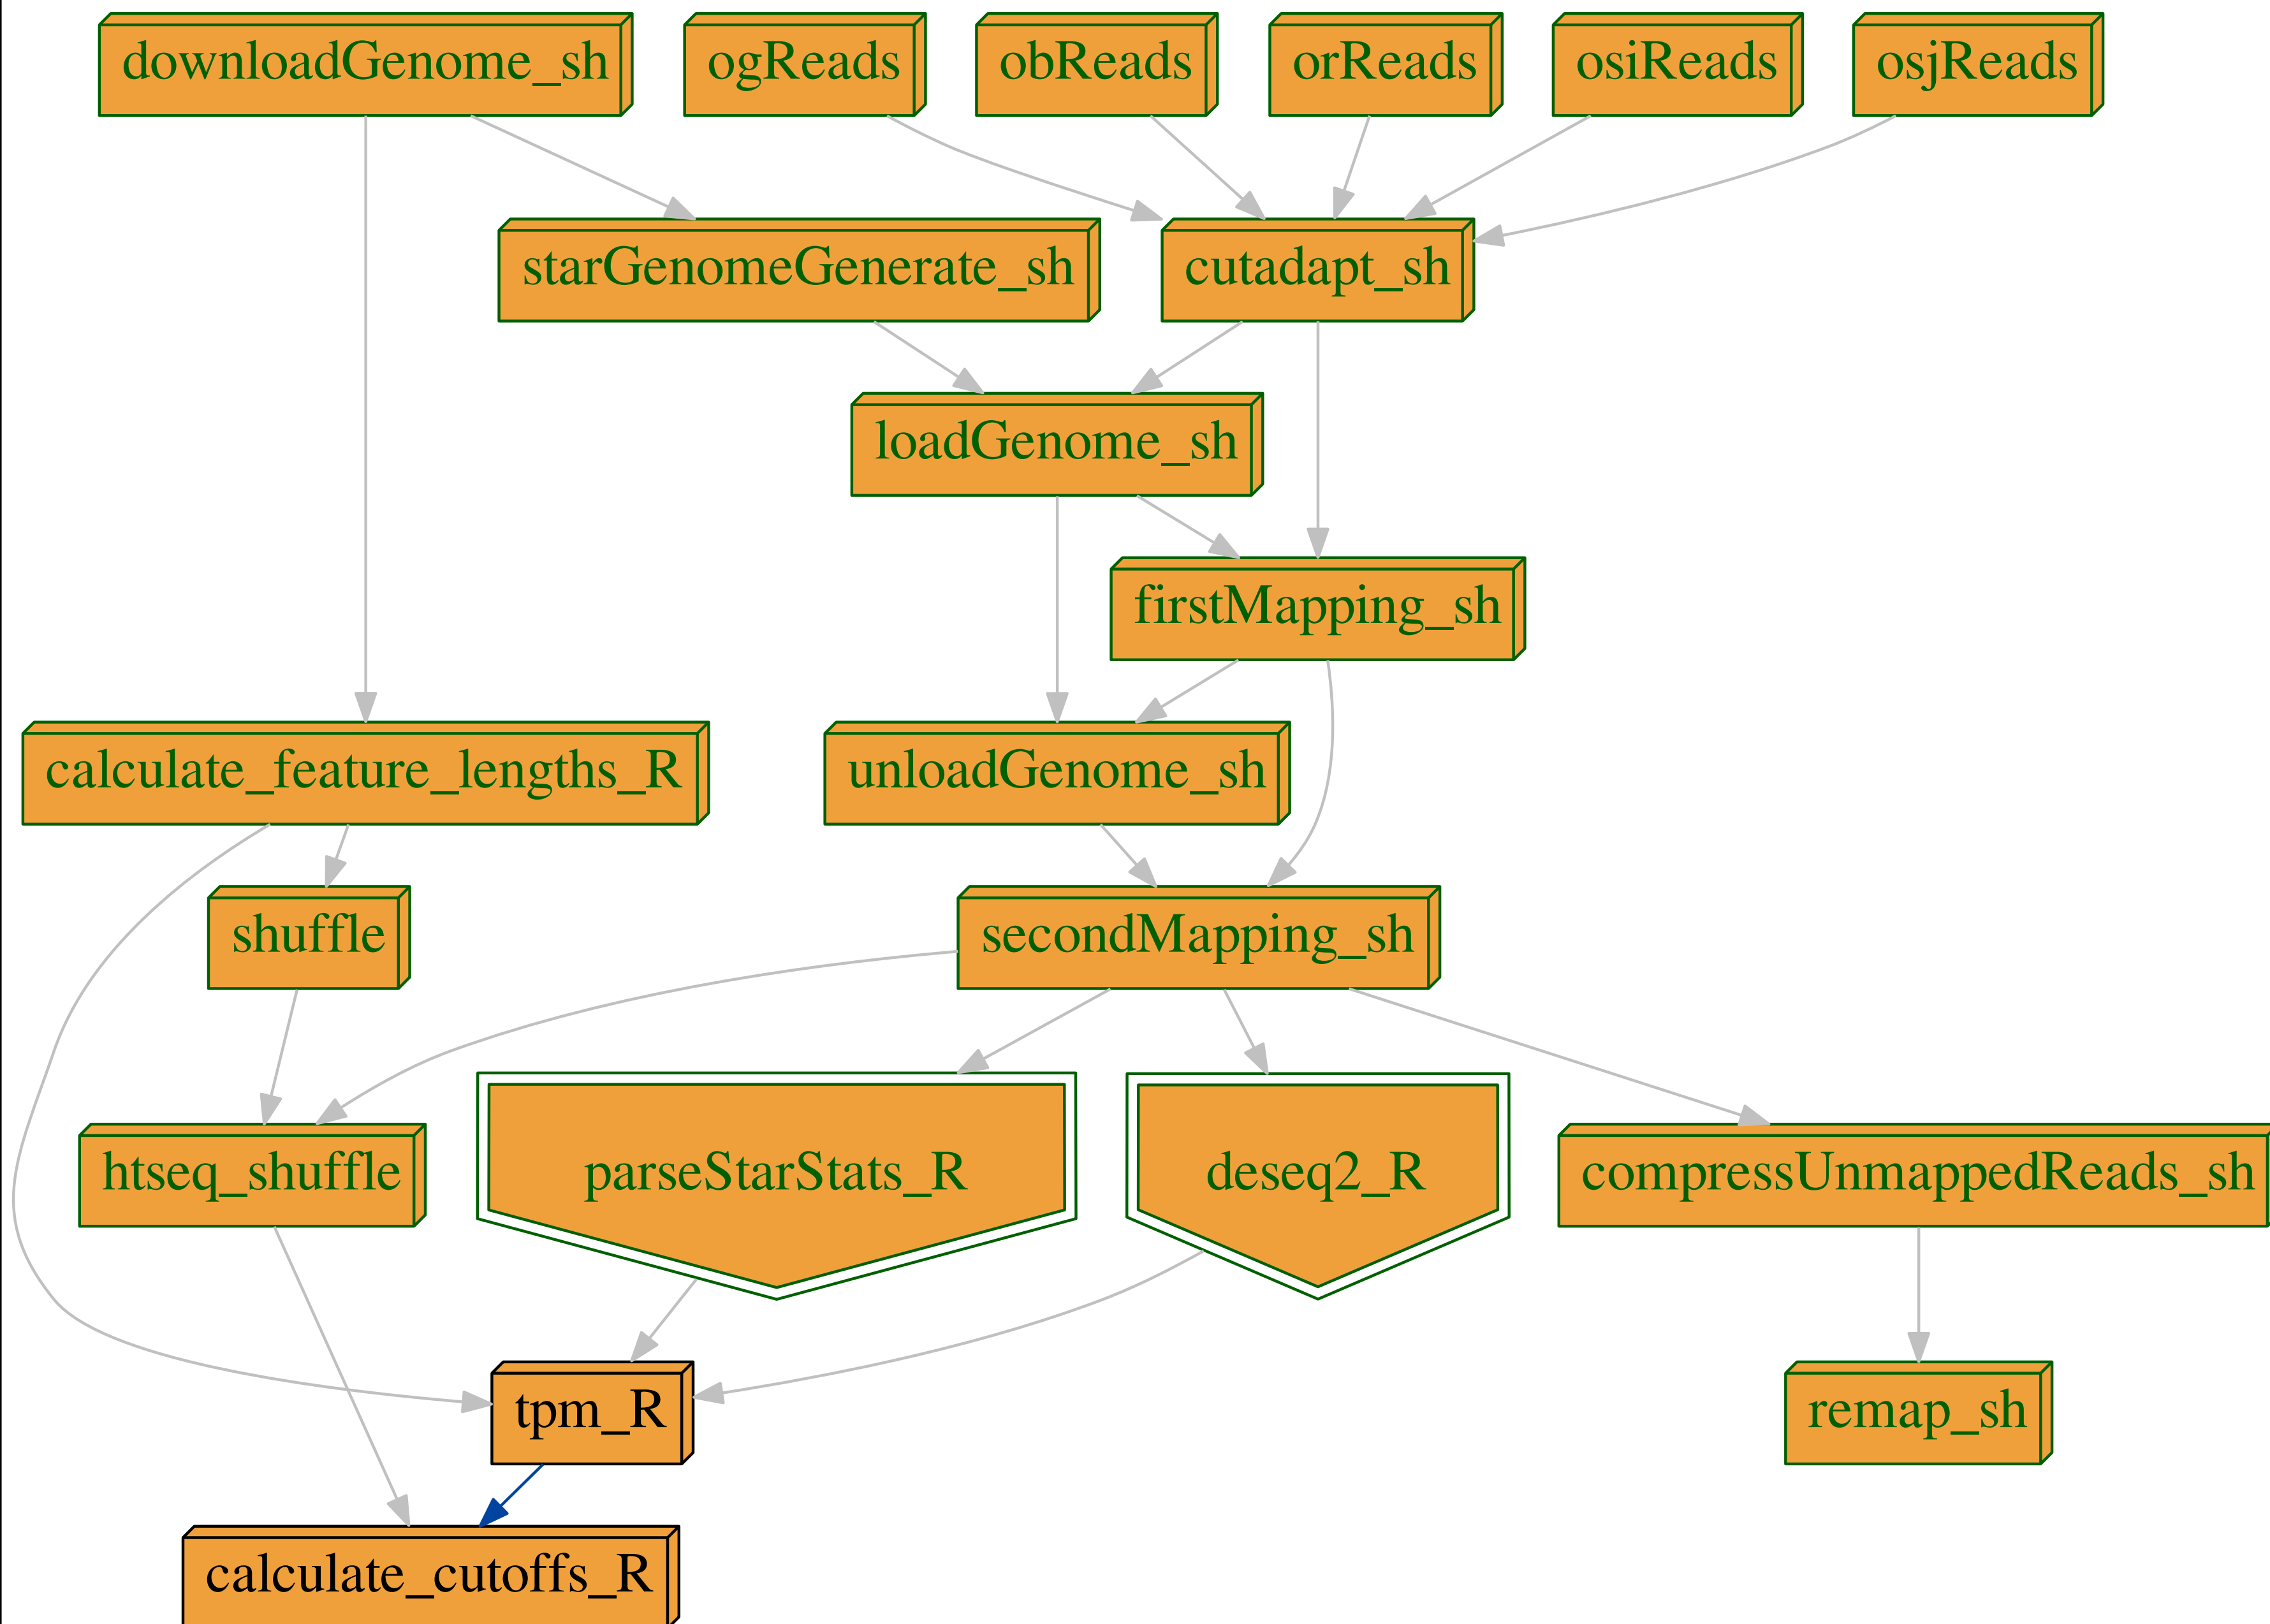 downloadGenome_sh
ogReads
obReads
orReads
osiReads
osjReads
starGenomeGenerate_sh
cutadapt_sh
loadGenome_sh
firstMapping_sh
calculate_feature_lengths_R
unloadGenome_sh
shuffle
secondMapping_sh
htseq_shuffle
parseStarStats_R
deseq2_R
compressUnmappedReads_sh
tpm_R
remap_sh
calculate_cutoffs_R